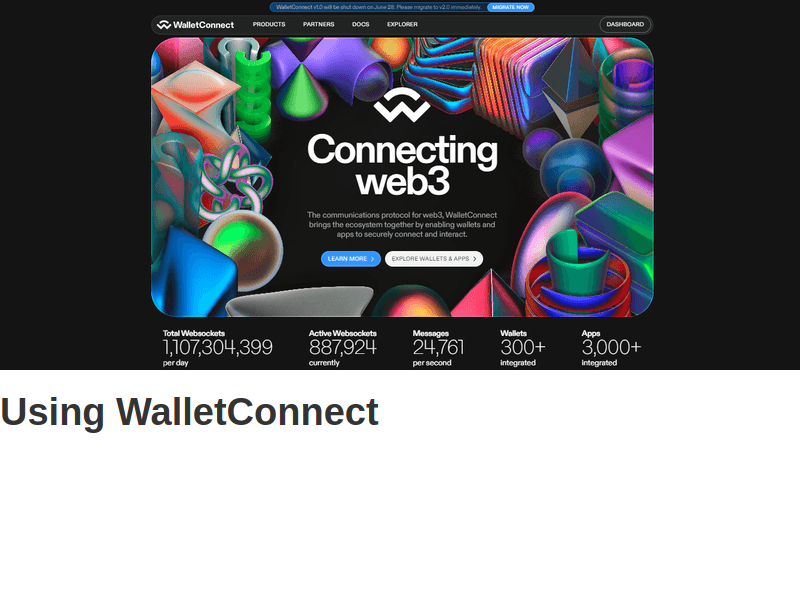 WalletConnect v1.0 will be shut down on June 28. Please migrate to v2.0 immediately. MIGRATE NOW
WalletConnect PRODUCTS PARTNERS DOCS EXPLORER DASHBOARD
Connecting
web3
The communications protocol for web3, WalletConnect
brings the ecosystem together by enabling wallets and
apps to securely connect and interact.
LEARN MORE EXPLORE WALLETS & APPS
Total Websockets Active Websockets Messages Wallets Apps
1,107,304,399 887,924 24,761 300+ 3,000+
per day currently per second integrated integrated
Using WalletConnect